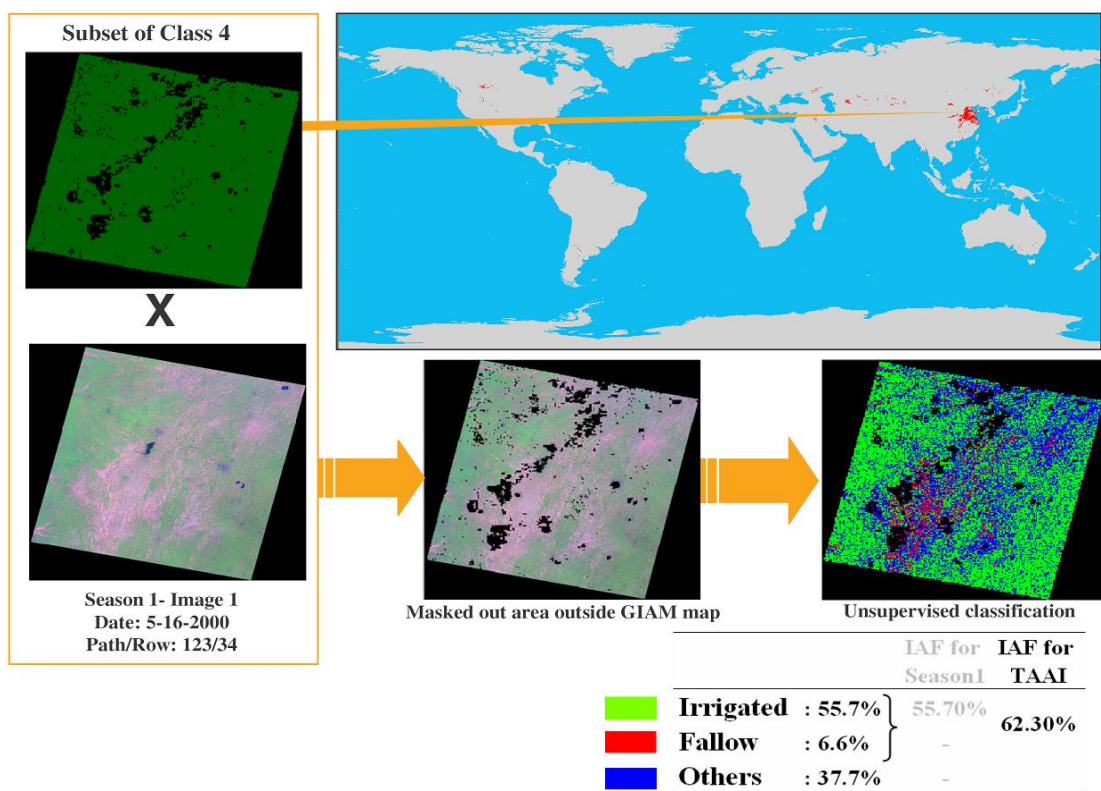 Subset of Class 4
X
Season 1- Image 1
Date: 5-16-2000
Path/Row: 123/34
Masked out area outside GIAM map
Unsupervised classification
IAF for IAF for
Season1 TAAI
Irrigated : 55.7% 55.70%
62.30%
Fallow : 6.6% -
Others : 37.7% -